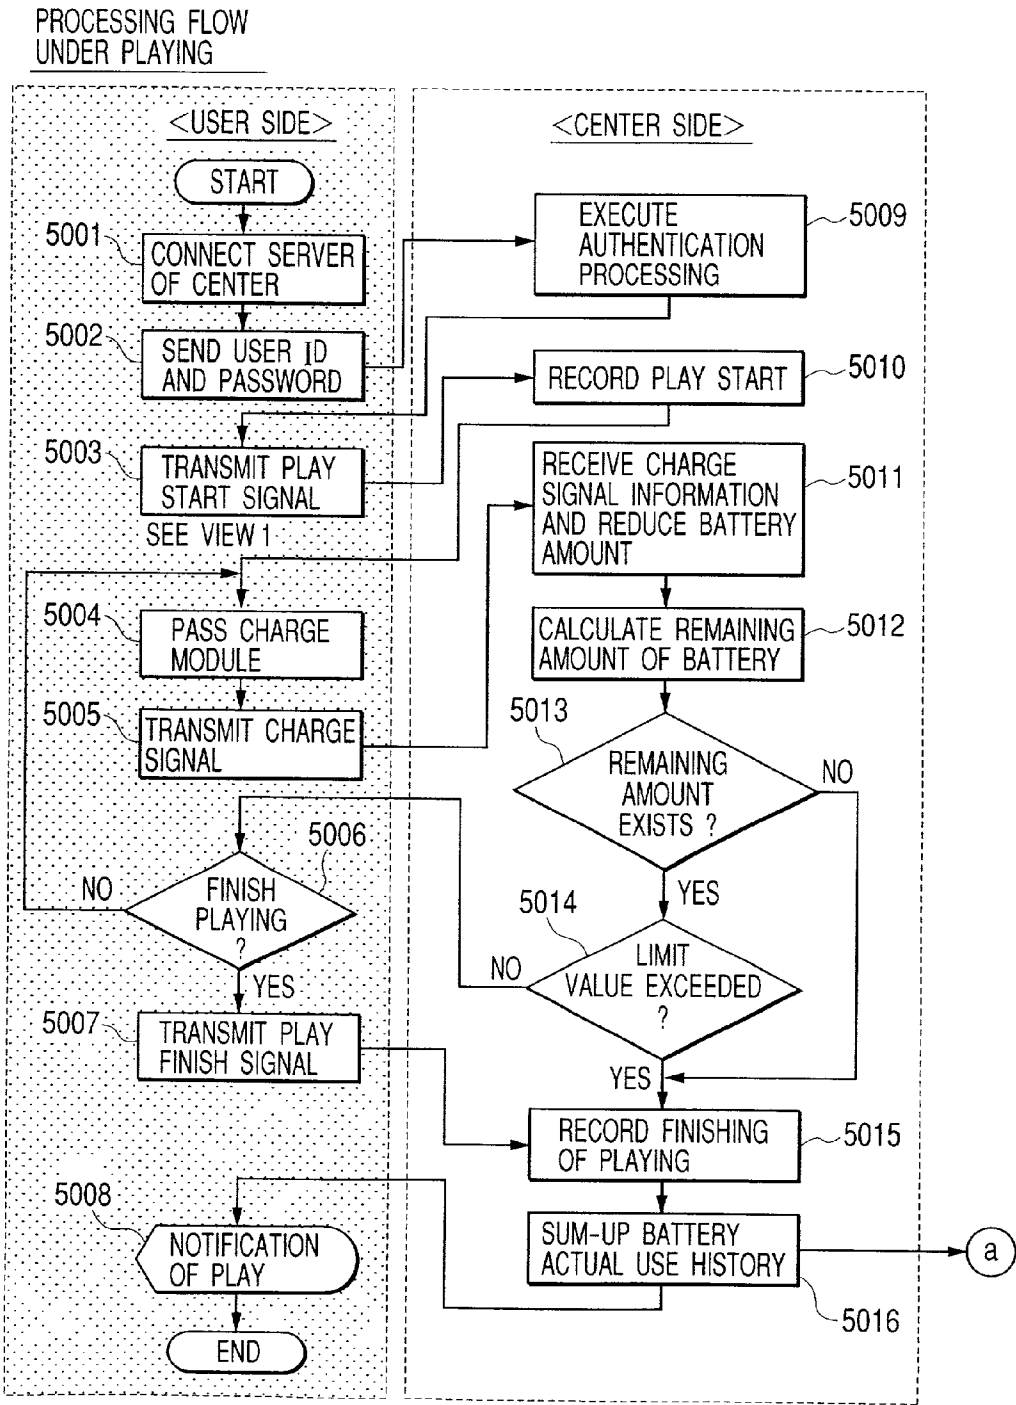 PROCESSING FLOW
UNDER PLAYING
<USER SIDE>
START
5001
CONNECT SERVER
OF CENTER
5002
SEND USER ID
AND PASSWORD
5003
TRANSMIT PLAY
START SIGNAL
SEE VIEW 1
5004
PASS CHARGE
MODULE
5005
TRANSMIT CHARGE
SIGNAL
5006
FINISH
PLAYING
?
NO
YES
5007
TRANSMIT PLAY
FINISH SIGNAL
5008
NOTIFICATION
OF PLAY
END
<CENTER SIDE>
EXECUTE
AUTHENTICATION
PROCESSING
5009
RECORD PLAY START
5010
RECEIVE CHARGE
SIGNAL INFORMATION
AND REDUCE BATTERY
AMOUNT
5011
CALCULATE REMAINING
AMOUNT OF BATTERY
5012
5013
REMAINING
AMOUNT
EXISTS ?
NO
YES
5014
LIMIT
VALUE EXCEEDED
?
NO
YES
RECORD FINISHING
OF PLAYING
5015
SUM-UP BATTERY
ACTUAL USE HISTORY
5016
a